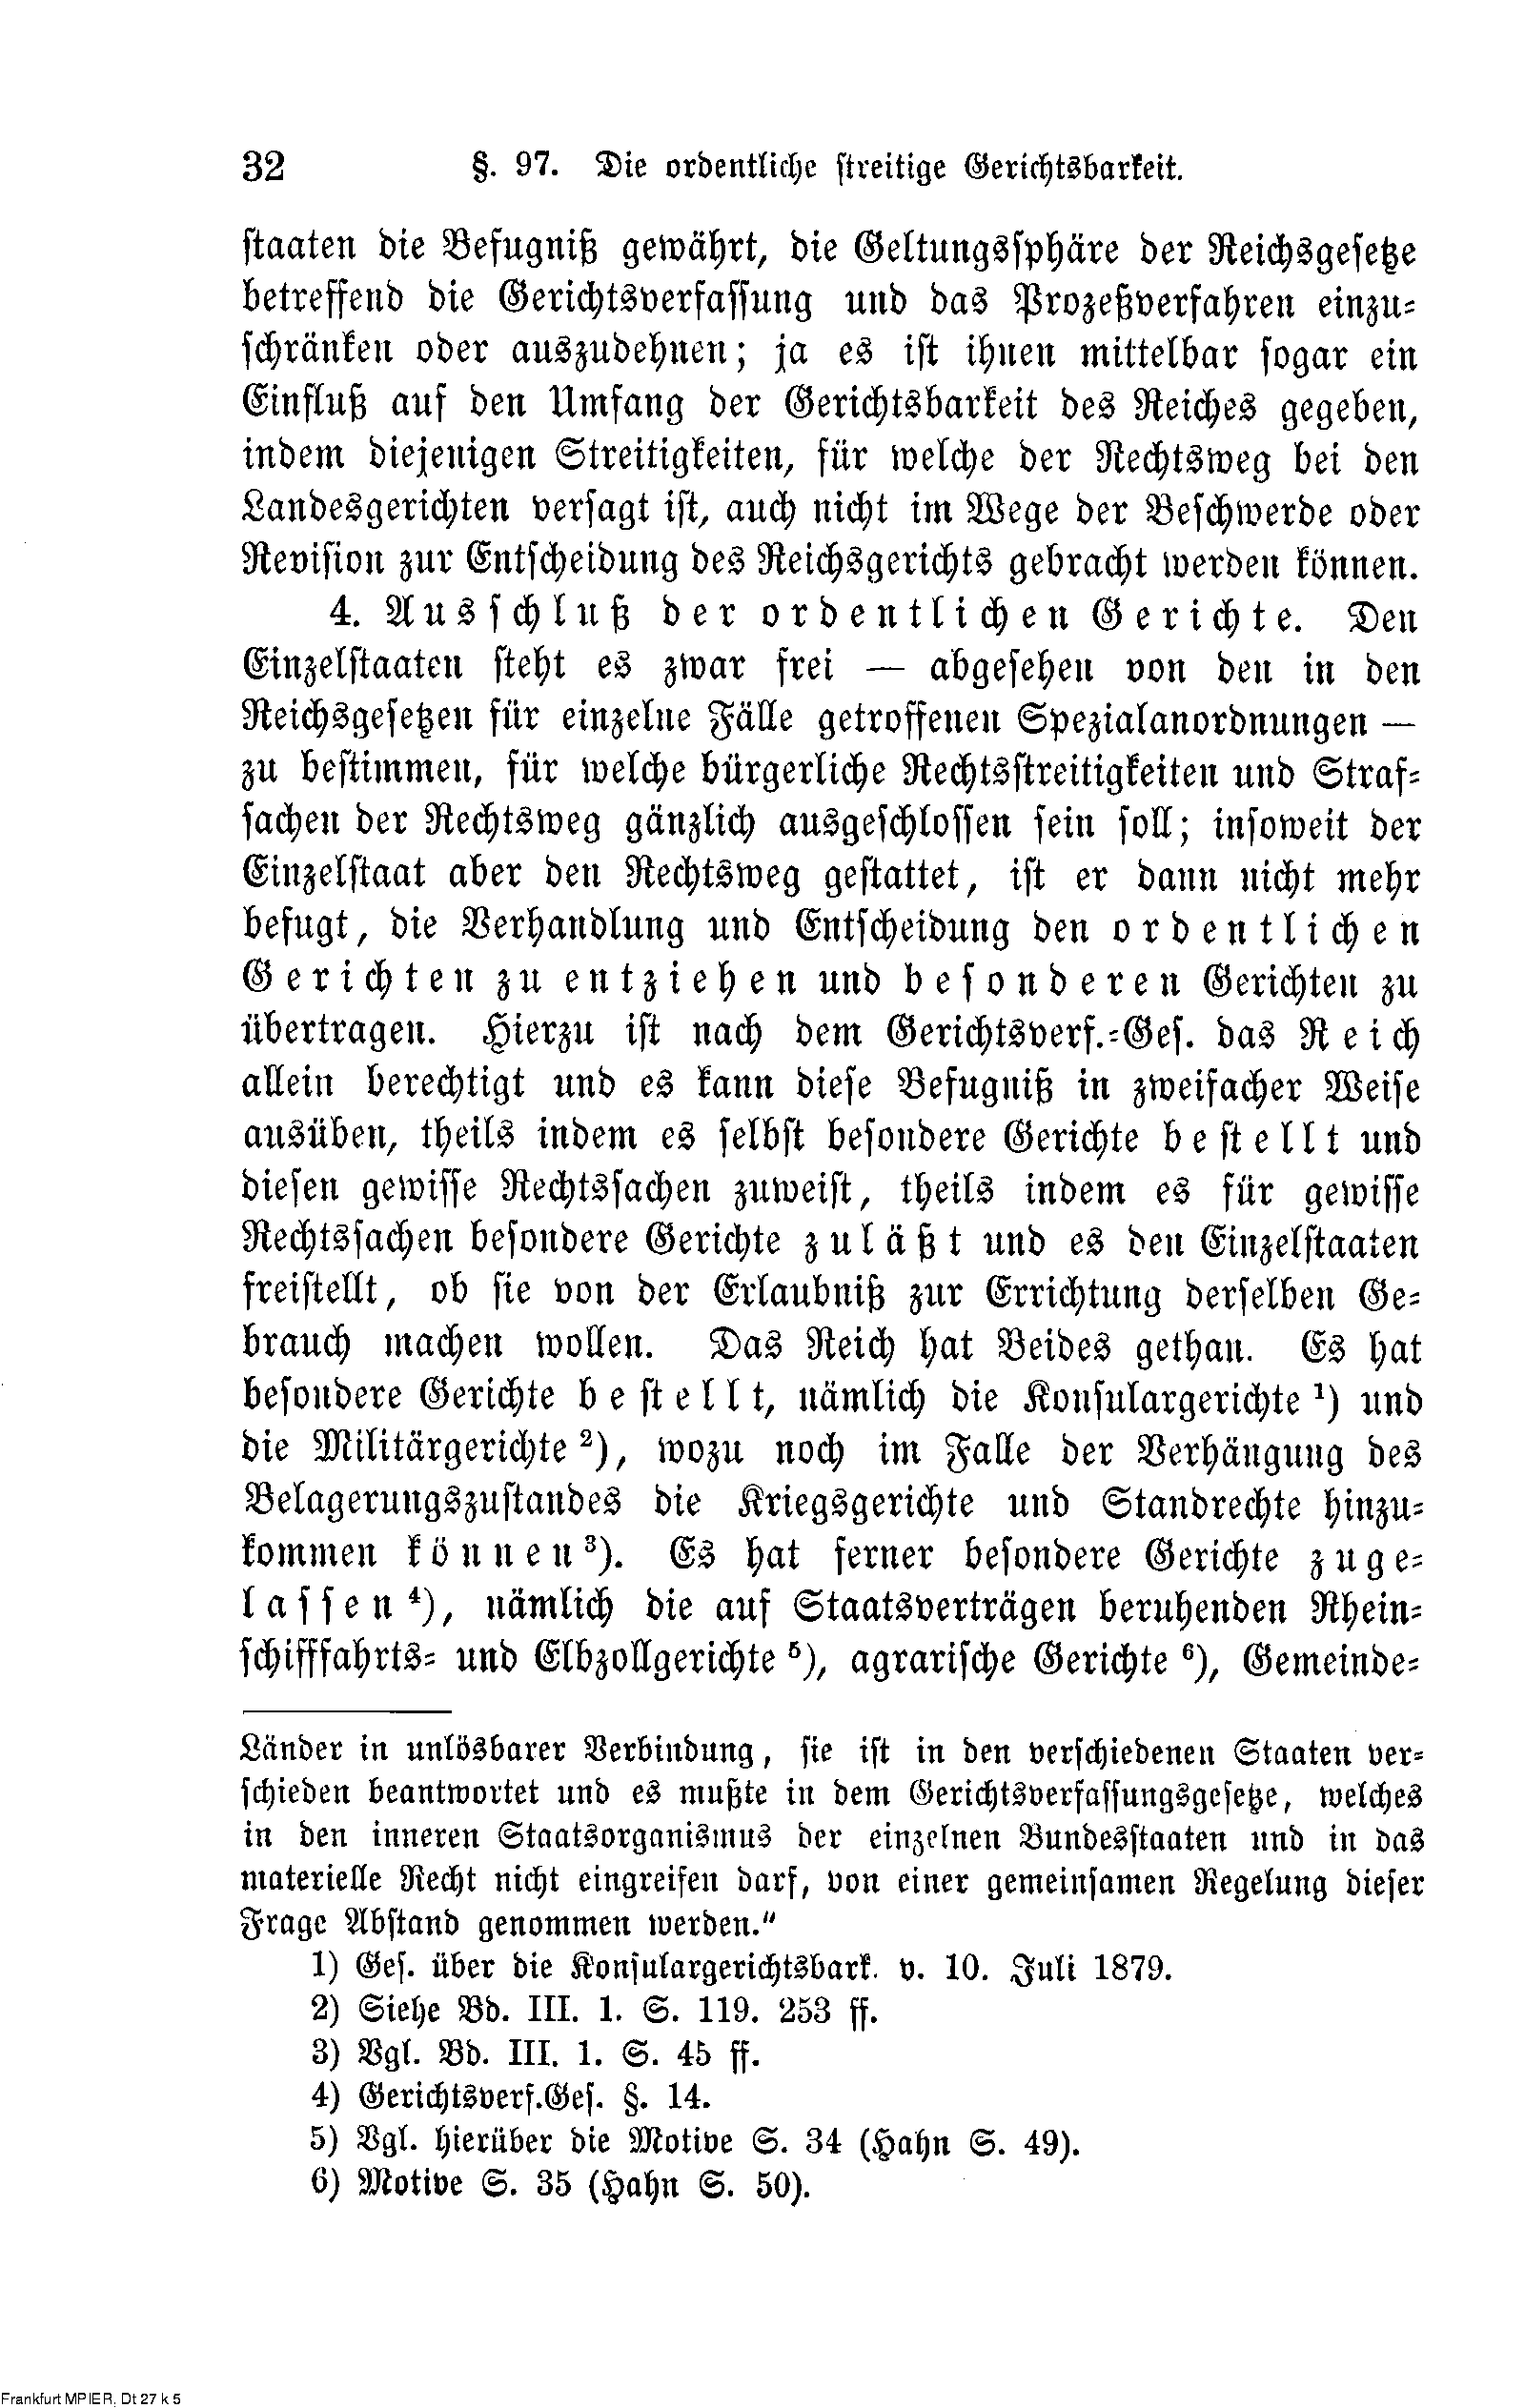 32 §. 97. Die ordentliche ſtreitige Gerichtsbarkeit.
ſtaaten die Befugniß gewährt, die Geltungsſphäre der Reichsgeſetze
betreffend die Gerichtsverfaſſung und das Prozeßverfahren einzu-
ſchränken oder auszudehnen; ja es iſt ihnen mittelbar ſogar ein
Einfluß auf den Umfang der Gerichtsbarkeit des Reiches gegeben,
indem diejenigen Streitigkeiten, für welche der Rechtsweg bei den
Landesgerichten verſagt iſt, auch nicht im Wege der Beſchwerde oder
Reviſion zur Entſcheidung des Reichsgerichts gebracht werden können.
4. Ausſchluß der ordentlichen Gerichte. Den
Einzelſtaaten ſteht es zwar frei — abgeſehen von den in den
Reichsgeſetzen für einzelne Fälle getroffenen Spezialanordnungen —
zu beſtimmen, für welche bürgerliche Rechtsſtreitigkeiten und Straf-
ſachen der Rechtsweg gänzlich ausgeſchloſſen ſein ſoll; inſoweit der
Einzelſtaat aber den Rechtsweg geſtattet, iſt er dann nicht mehr
befugt, die Verhandlung und Entſcheidung den ordentlichen
Gerichten zu entziehen und beſonderen Gerichten zu
übertragen. Hierzu iſt nach dem Gerichtsverf.-Geſ. das Reich
allein berechtigt und es kann dieſe Befugniß in zweifacher Weiſe
ausüben, theils indem es ſelbſt beſondere Gerichte beſtellt und
dieſen gewiſſe Rechtsſachen zuweiſt, theils indem es für gewiſſe
Rechtsſachen beſondere Gerichte zuläßt und es den Einzelſtaaten
freiſtellt, ob ſie von der Erlaubniß zur Errichtung derſelben Ge-
brauch machen wollen. Das Reich hat Beides gethan. Es hat
beſondere Gerichte beſtellt, nämlich die Konſulargerichte ¹) und
die Militärgerichte ²), wozu noch im Falle der Verhängung des
Belagerungszuſtandes die Kriegsgerichte und Standrechte hinzu-
kommen können ³). Es hat ferner beſondere Gerichte zuge-
laſſen ⁴), nämlich die auf Staatsverträgen beruhenden Rhein-
ſchifffahrts- und Elbzollgerichte ⁵), agrariſche Gerichte ⁶), Gemeinde-
Länder in unlösbarer Verbindung, ſie iſt in den verſchiedenen Staaten ver-
ſchieden beantwortet und es mußte in dem Gerichtsverfaſſungsgeſetze, welches
in den inneren Staatsorganismus der einzelnen Bundesſtaaten und in das
materielle Recht nicht eingreifen darf, von einer gemeinſamen Regelung dieſer
Frage Abſtand genommen werden."
1) Geſ. über die Konſulargerichtsbark. v. 10. Juli 1879.
2) Siehe Bd. III. 1. S. 119. 253 ff.
3) Vgl. Bd. III. 1. S. 45 ff.
4) Gerichtsverf.Geſ. §. 14.
5) Vgl. hierüber die Motive S. 34 (Hahn S. 49).
6) Motive S. 35 (Hahn S. 50).
Frankfurt MPIER, Dt 27 k 5